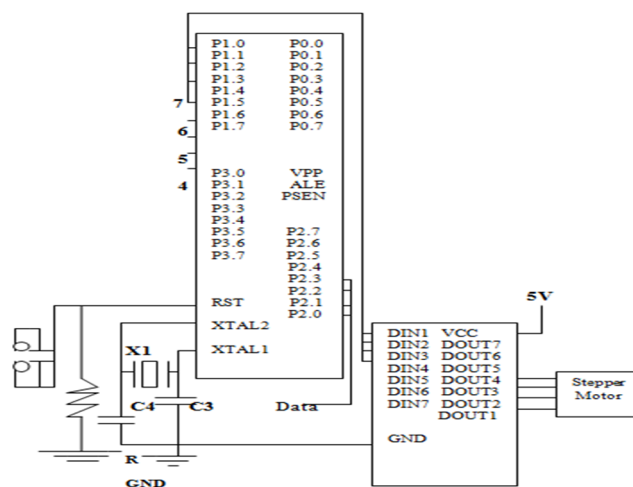 P1.0 P0.0
P1.1 P0.1
P1.2 P0.2
P1.3 P0.3
P1.4 P0.4
7 P1.5 P0.5
P1.6 P0.6
6 P1.7 P0.7
5
P3.0 VPP
4 P3.1 ALE
P3.2 PSEN
P3.3
P3.4
P3.5 P2.7
P3.6 P2.6
P3.7 P2.5
P2.4
P2.3
P2.2
RST P2.1
P2.0
XTAL2
X1 XTAL1
C4 C3 Data
R
GND
5V
DIN1 VCC
DIN2 DOUT7
DIN3 DOUT6
DIN4 DOUT5
DIN5 DOUT4
DIN6 DOUT3
DIN7 DOUT2
DOUT1
GND
Stepper
Motor